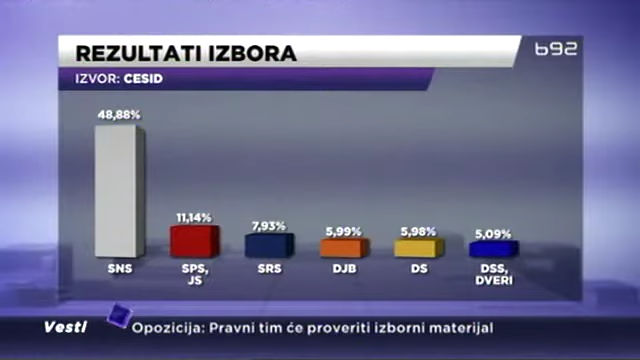 REZULTATI IZBORA
b92
IZVOR: CESID
48,88%
11,14%
7,93%
5,99%
5,98%
5,09%
SNS
SPS,
JS
SRS
DJB
DS
DSS,
DVERI
Vesti
Opozicija: Pravni tim će proveriti izborni materijal